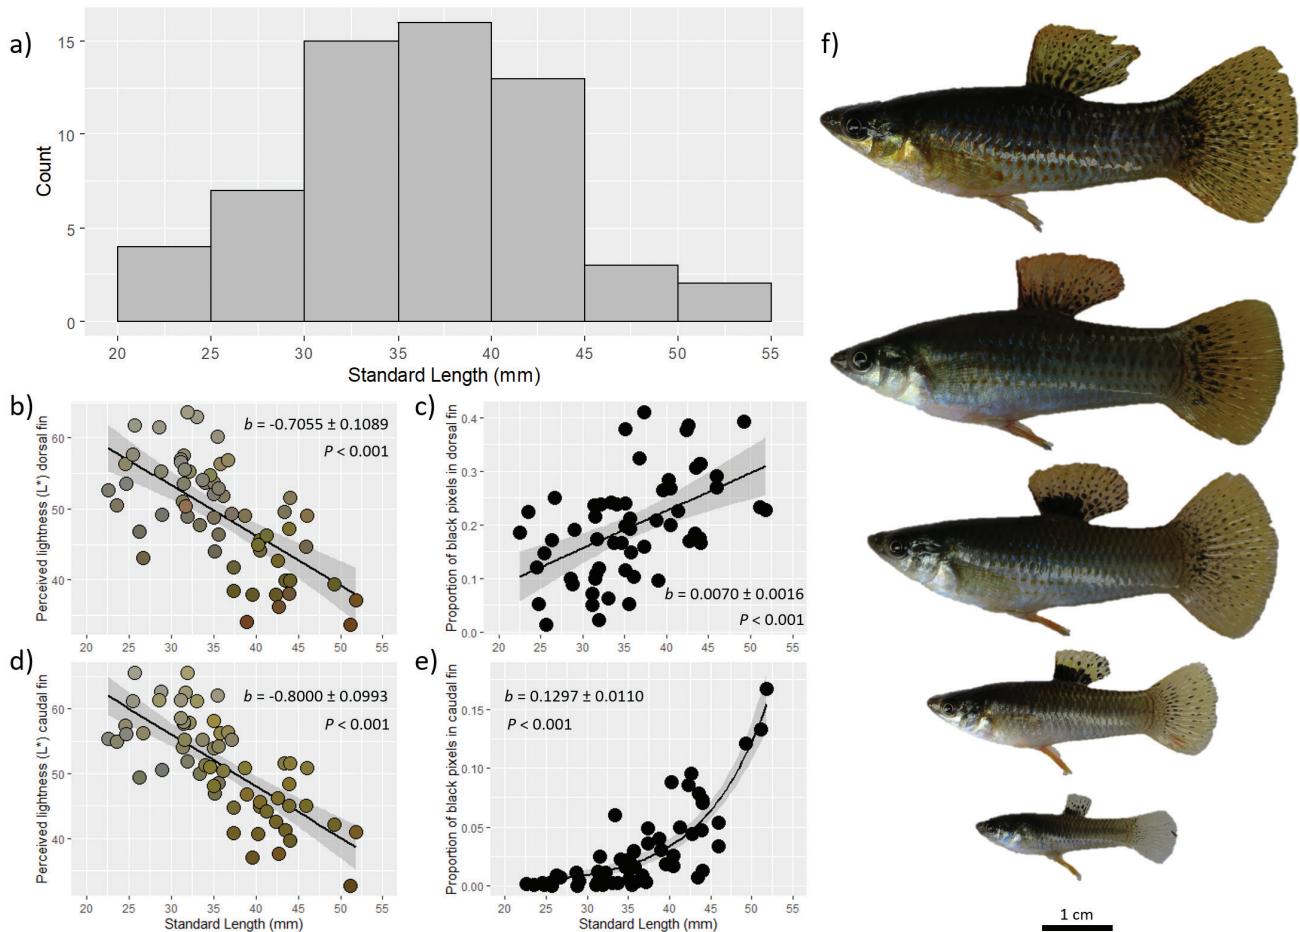 a)
Count
15
10
5
0
20 25 30 35 40 45 50 55
Standard Length (mm)
b)
Perceived lightness (L*) dorsal fin
60
50
40
b = -0.7055 ± 0.1089
P < 0.001
20 25 30 35 40 45 50 55
c)
Proportion of black pixels in dorsal fin
0.4
0.3
0.2
0.1
0.0
b = 0.0070 ± 0.0016
P < 0.001
20 25 30 35 40 45 50 55
d)
Perceived lightness (L*) caudal fin
60
50
40
b = -0.8000 ± 0.0993
P < 0.001
20 25 30 35 40 45 50 55
Standard Length (mm)
e)
Proportion of black pixels in caudal fin
0.15
0.10
0.05
0.00
b = 0.1297 ± 0.0110
P < 0.001
20 25 30 35 40 45 50 55
Standard Length (mm)
f)
1 cm